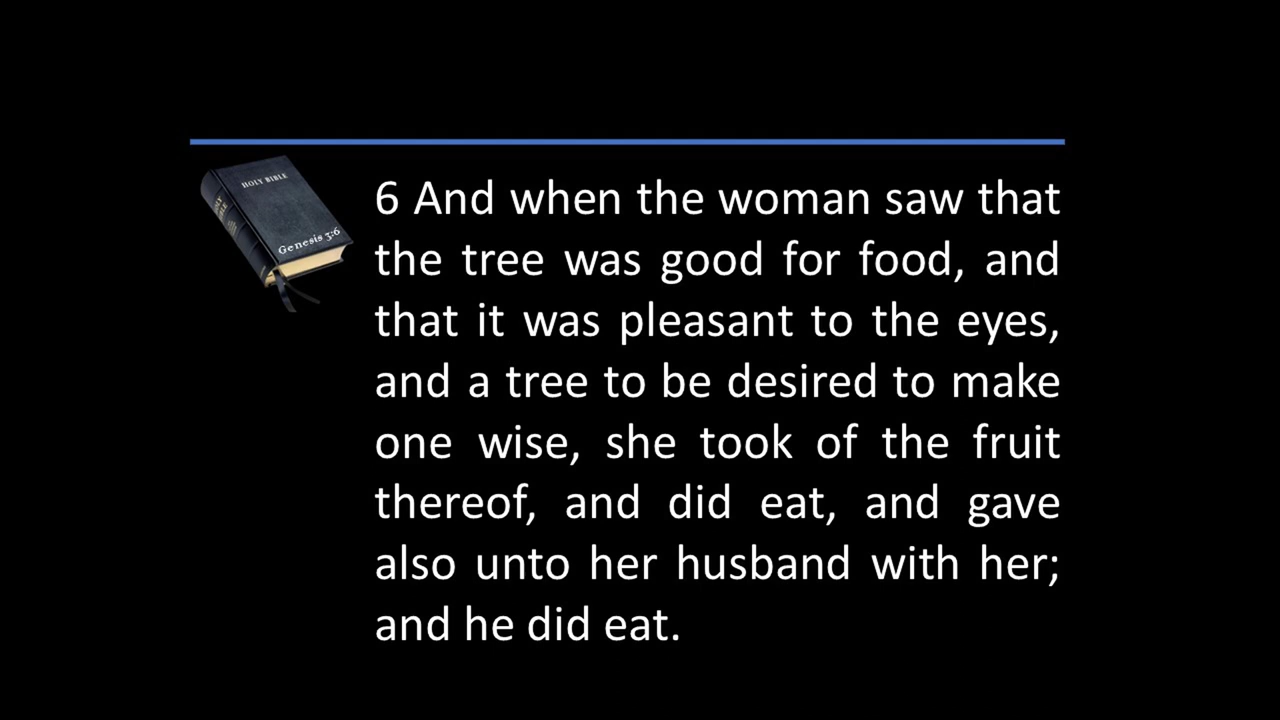 HOLY BIBLE
Genesis 3:6
6 And when the woman saw that
the tree was good for food, and
that it was pleasant to the eyes,
and a tree to be desired to make
one wise, she took of the fruit
thereof, and did eat, and gave
also unto her husband with her;
and he did eat.